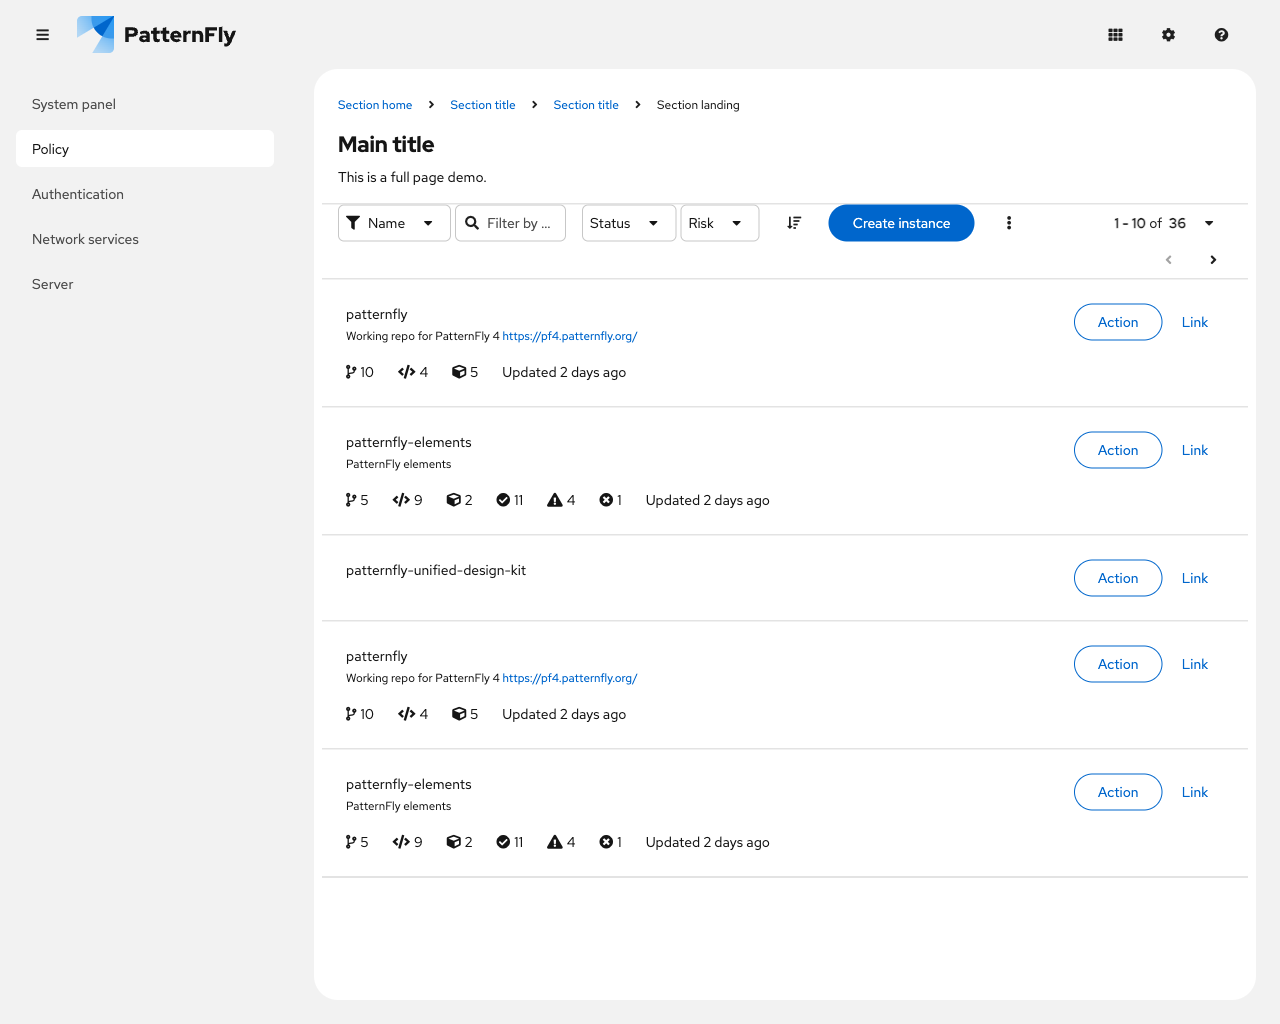 PatternFly
System panel
Policy
Authentication
Network services
Server
Section home Section title Section title Section landing
Main title
This is a full page demo.
Name Filter by ... Status Risk Create instance 1 - 10 of 36
patternfly Action Link
Working repo for PatternFly 4 https://pf4.patternfly.org/
10 4 5 Updated 2 days ago
patternfly-elements Action Link
PatternFly elements
5 9 2 11 4 1 Updated 2 days ago
patternfly-unified-design-kit Action Link
patternfly Action Link
Working repo for PatternFly 4 https://pf4.patternfly.org/
10 4 5 Updated 2 days ago
patternfly-elements Action Link
PatternFly elements
5 9 2 11 4 1 Updated 2 days ago